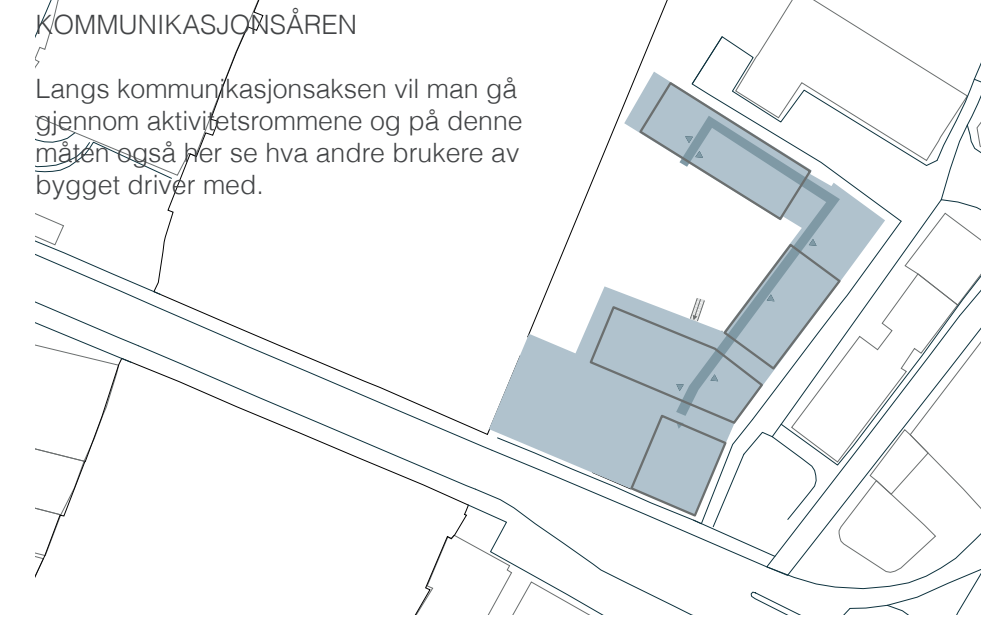 KOMMUNIKASJONSÅREN
Langs kommunikasjonsaksen vil man gå
gjennom aktivitetsrommene og på denne
måten også her se hva andre brukere av
bygget driver med.